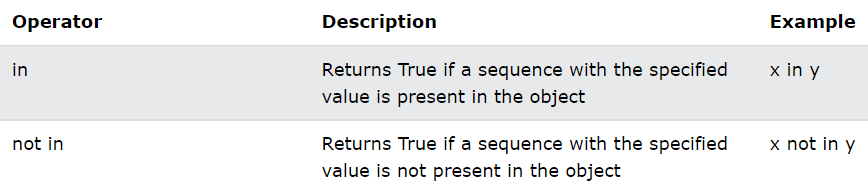 Operator Description Example
in Returns True if a sequence with the specified x in y
value is present in the object
not in Returns True if a sequence with the specified x not in y
value is not present in the object